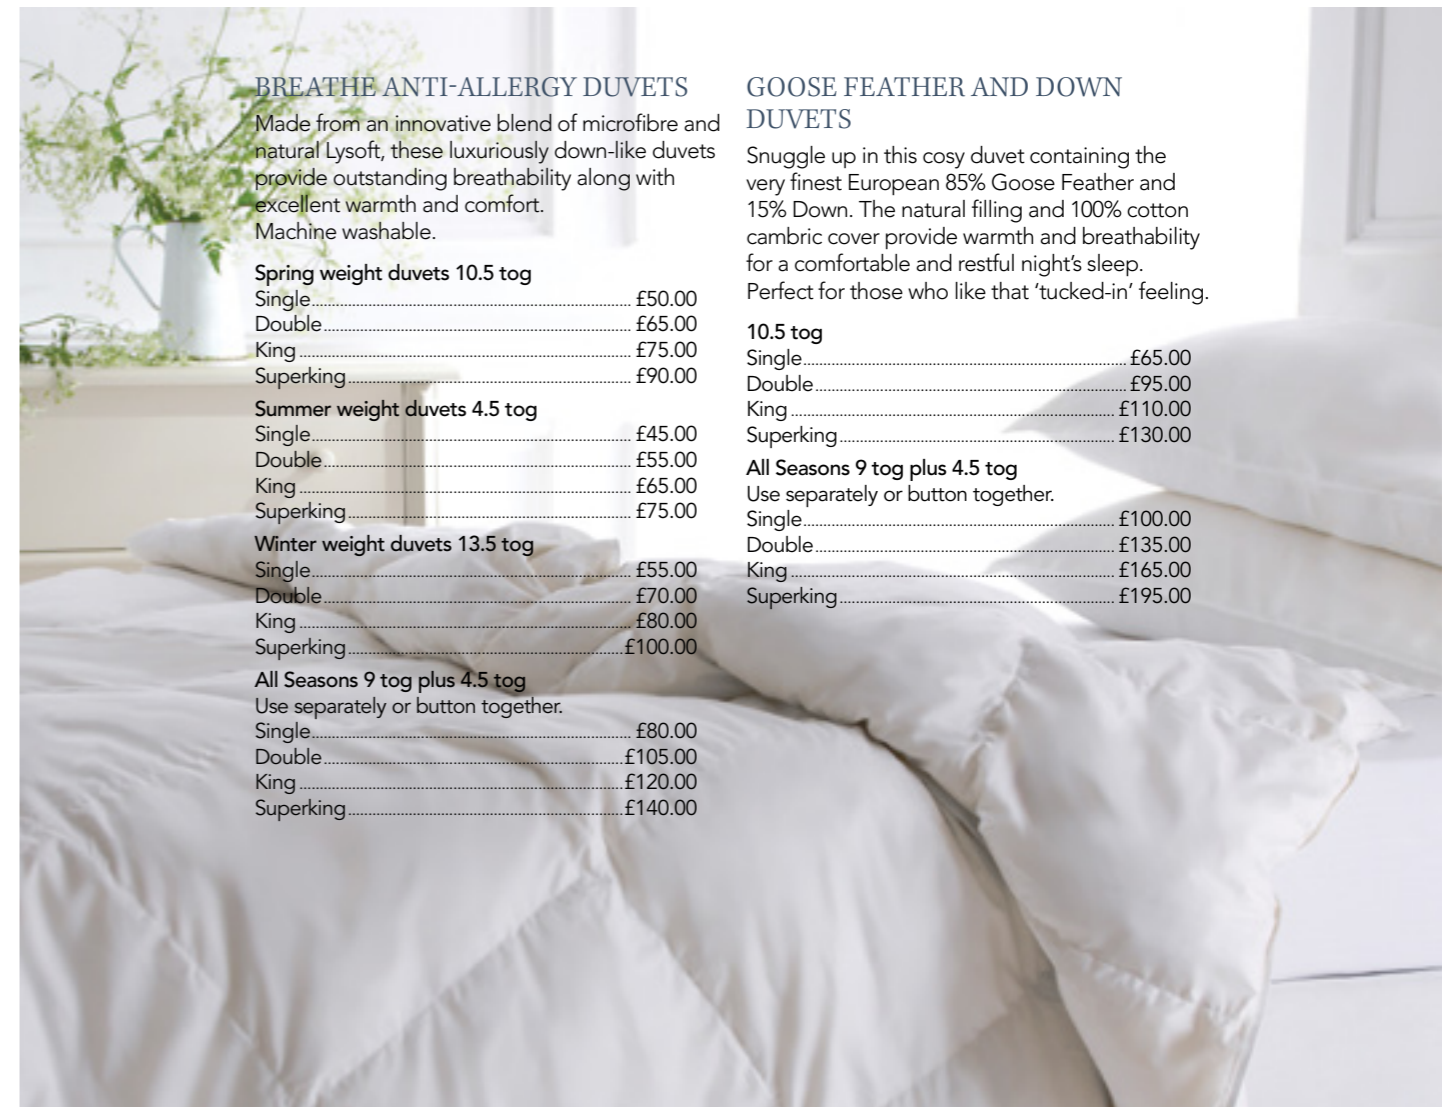 BREATHE ANTI-ALLERGY DUVETS
Made from an innovative blend of microfibre and
natural Lysoft, these luxuriously down-like duvets
provide outstanding breathability along with
excellent warmth and comfort.
Machine washable.
Spring weight duvets 10.5 tog
Single £50.00
Double £65.00
King £75.00
Superking £90.00
Summer weight duvets 4.5 tog
Single £45.00
Double £55.00
King £65.00
Superking £75.00
Winter weight duvets 13.5 tog
Single £55.00
Double £70.00
King £80.00
Superking £100.00
All Seasons 9 tog plus 4.5 tog
Use separately or button together.
Single £80.00
Double £105.00
King £120.00
Superking £140.00
GOOSE FEATHER AND DOWN
DUVETS
Snuggle up in this cosy duvet containing the
very finest European 85% Goose Feather and
15% Down. The natural filling and 100% cotton
cambric cover provide warmth and breathability
for a comfortable and restful night’s sleep.
Perfect for those who like that ‘tucked-in’ feeling.
10.5 tog
Single £65.00
Double £95.00
King £110.00
Superking £130.00
All Seasons 9 tog plus 4.5 tog
Use separately or button together.
Single £100.00
Double £135.00
King £165.00
Superking £195.00